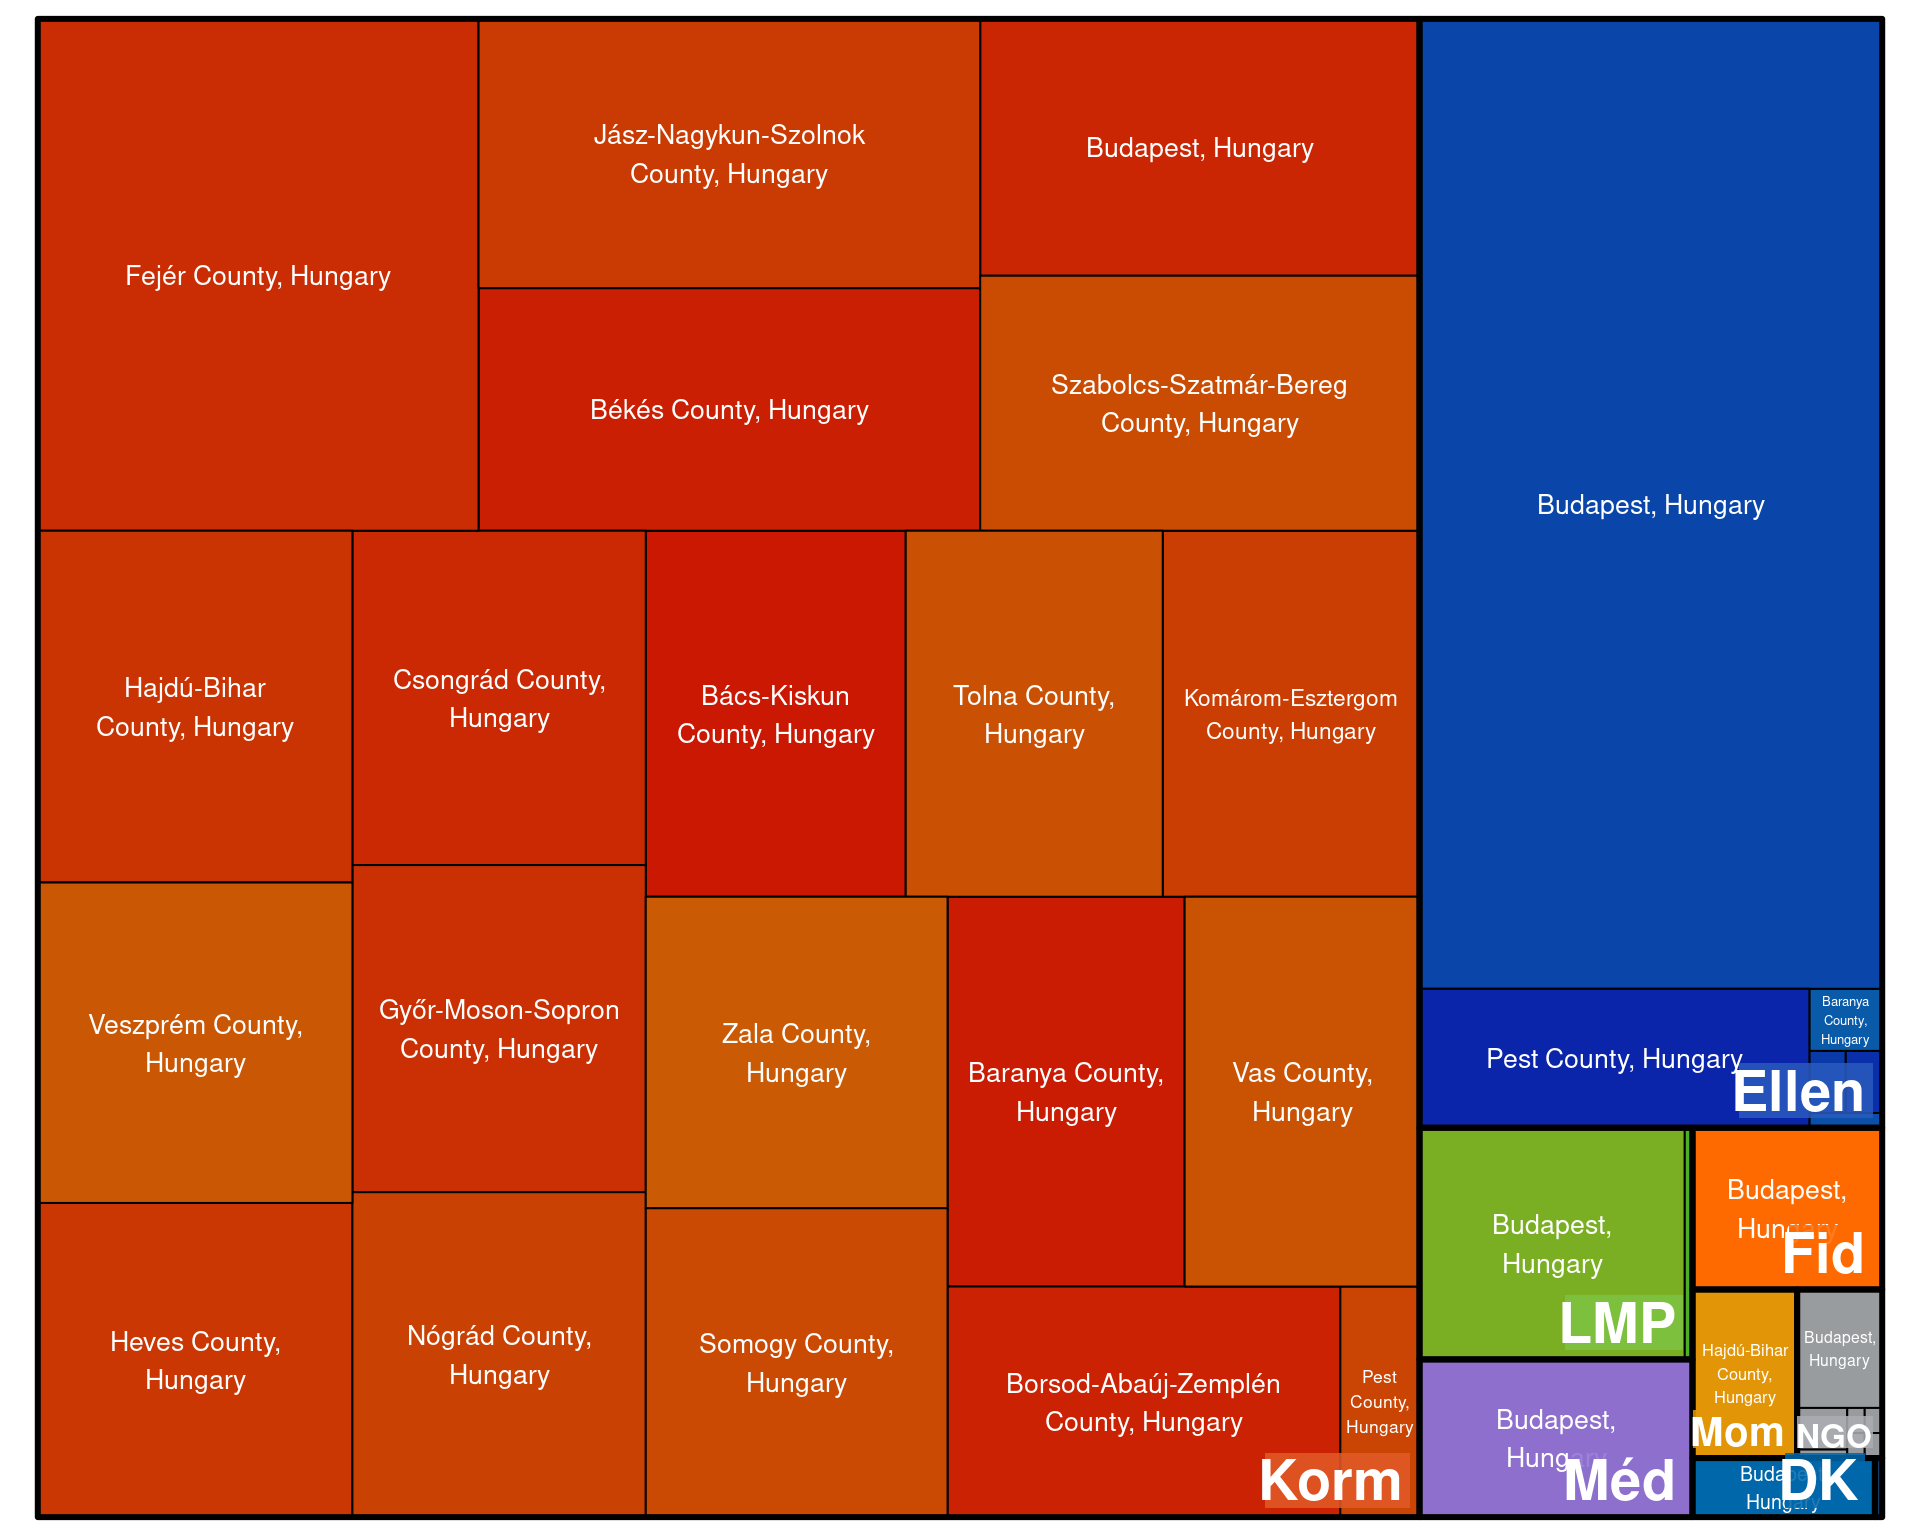 Fejér County, Hungary
Jász-Nagykun-Szolnok
County, Hungary
Budapest, Hungary
Békés County, Hungary
Szabolcs-Szatmár-Bereg
County, Hungary
Hajdú-Bihar
County, Hungary
Csongrád County,
Hungary
Bács-Kiskun
County, Hungary
Tolna County,
Hungary
Komárom-Esztergom
County, Hungary
Veszprém County,
Hungary
Győr-Moson-Sopron
County, Hungary
Zala County,
Hungary
Baranya County,
Hungary
Vas County,
Hungary
Heves County,
Hungary
Nógrád County,
Hungary
Somogy County,
Hungary
Borsod-Abaúj-Zemplén
County, Hungary
Pest
County,
Hungary
Korm
Budapest, Hungary
Pest County, Hungary
Baranya
County,
Hungary
Ellen
Budapest,
Hungary
LMP
Budapest,
Hungary
Fid
Budapest,
Hungary
Méd
Hajdú-Bihar
County,
Hungary
Mom
Budapest,
Hungary
NGO
Budapest,
Hungary
DK